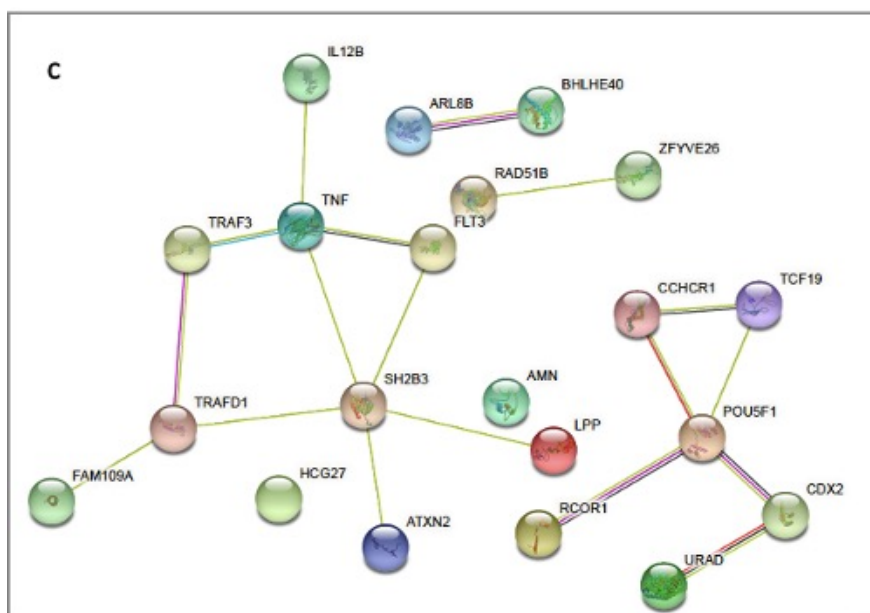 C
IL12B
ARL8B
BHLHE40
ZFYVE26
RAD51B
TNF
TRAF3
FLT3
CCHCR1
TCF19
SH2B3
AMN
LPP
TRAFD1
POU5F1
FAM109A
HCG27
ATXN2
RCOR1
CDX2
URAD